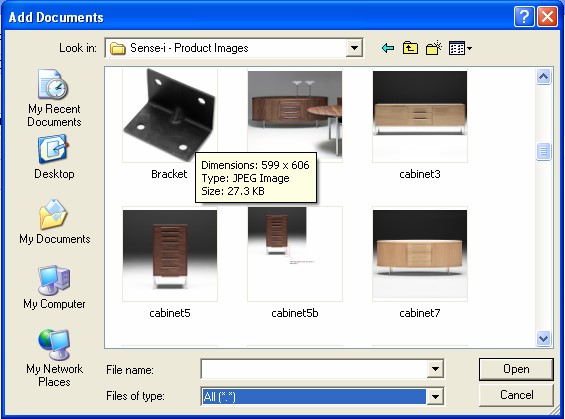 Add Documents
Look in:
Sense-i - Product Images
My Recent
Documents
Desktop
My Documents
My Computer
My Network
Places
Bracket
Dimensions: 599 x 606
Type: JPEG Image
Size: 27.3 KB
cabinet3
cabinet5
cabinet5b
cabinet7
File name:
Open
Files of type:
All (*.*)
Cancel